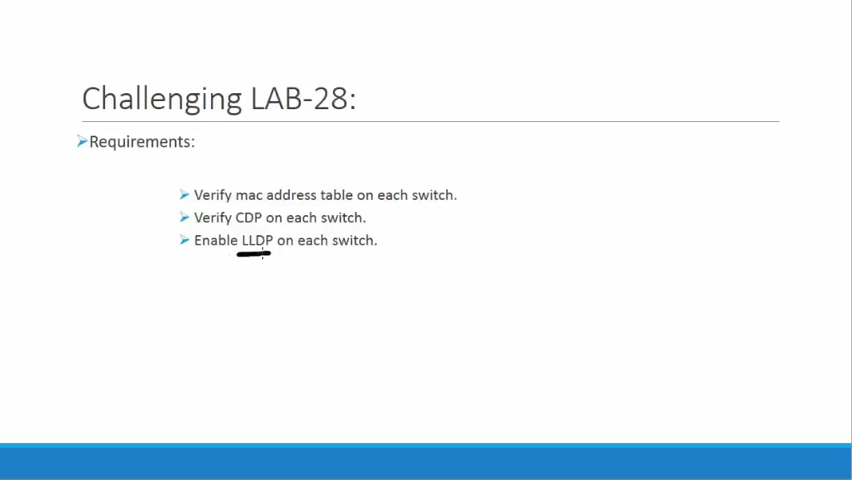 Challenging LAB-28:
Requirements:
Verify mac address table on each switch.
Verify CDP on each switch.
Enable LLDP on each switch.